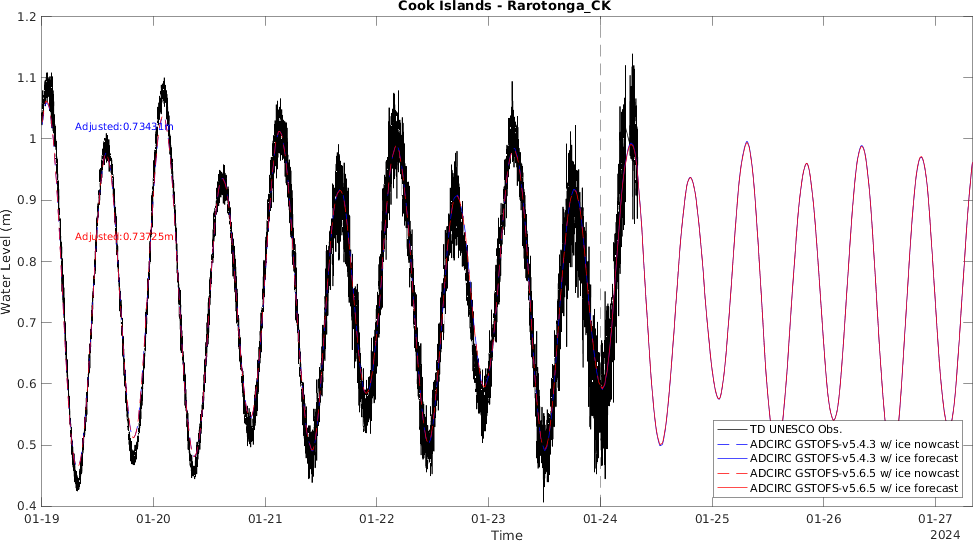 Cook Islands - Rarotonga_CK
1.2
1.1
1
0.9
0.8
0.7
0.6
0.5
0.4
Water Level (m)
Adjusted:0.73431m
Adjusted:0.73725m
TD UNESCO Obs.
ADCIRC GSTOFS-v5.4.3 w/ ice nowcast
ADCIRC GSTOFS-v5.4.3 w/ ice forecast
ADCIRC GSTOFS-v5.6.5 w/ ice nowcast
ADCIRC GSTOFS-v5.6.5 w/ ice forecast
01-19 01-20 01-21 01-22 01-23 01-24 01-25 01-26 01-27
Time
2024